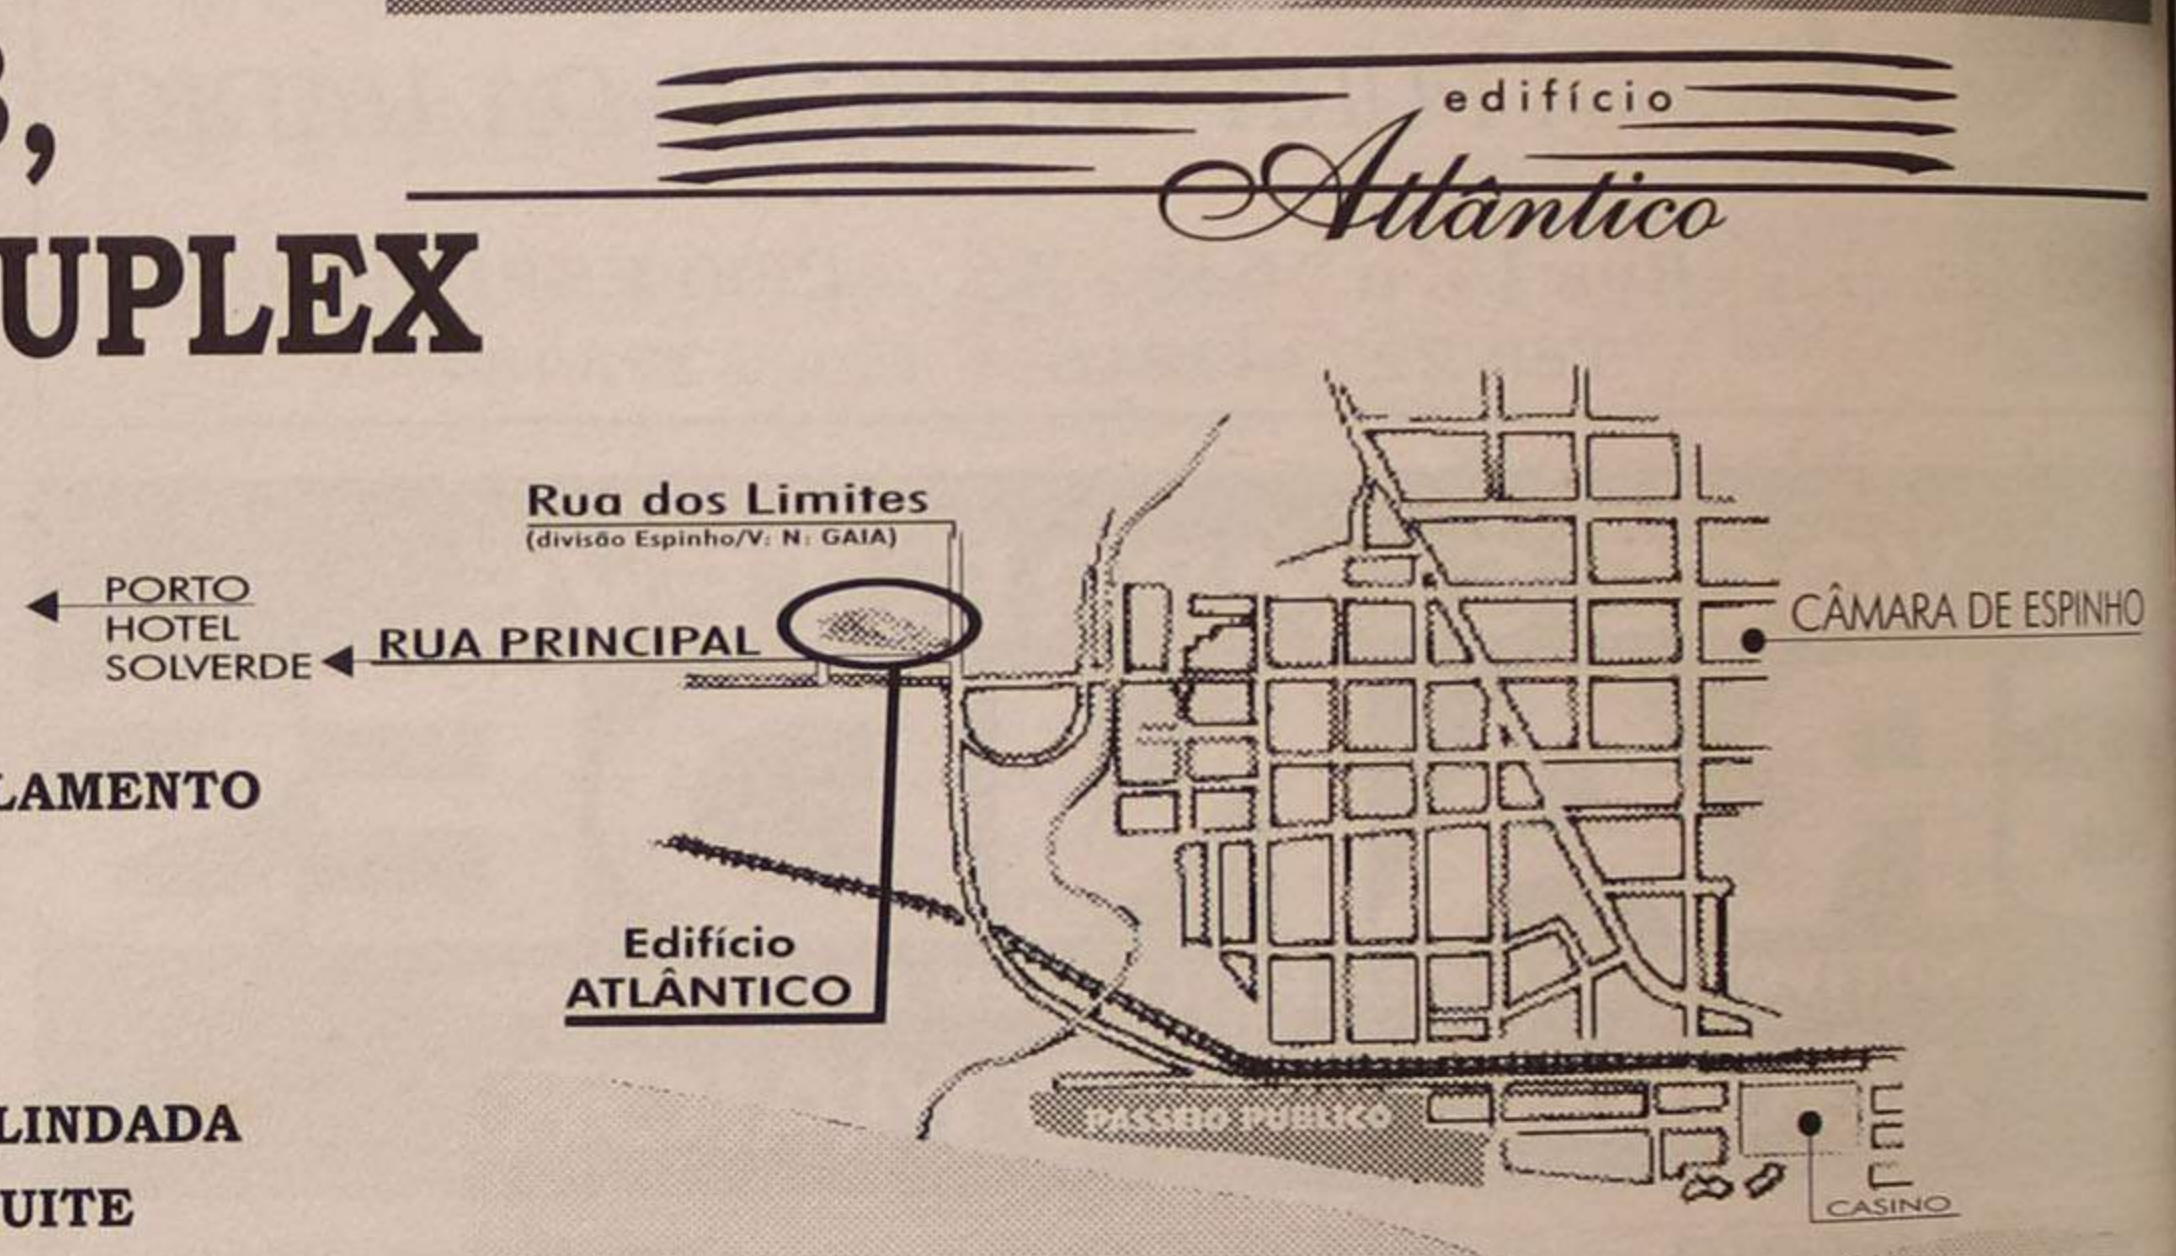 edifício
Atlântico
UPLEX
Rua dos Limites
(divisão Espinho/V: N: GAIA)
PORTO
HOTEL
SOLVERDE
RUA PRINCIPAL
CÂMARA DE ESPINHO
LAMENTO
Edifício
ATLÂNTICO
PASSEIO PÚBLICO
LINDADA
UITE
CASINO